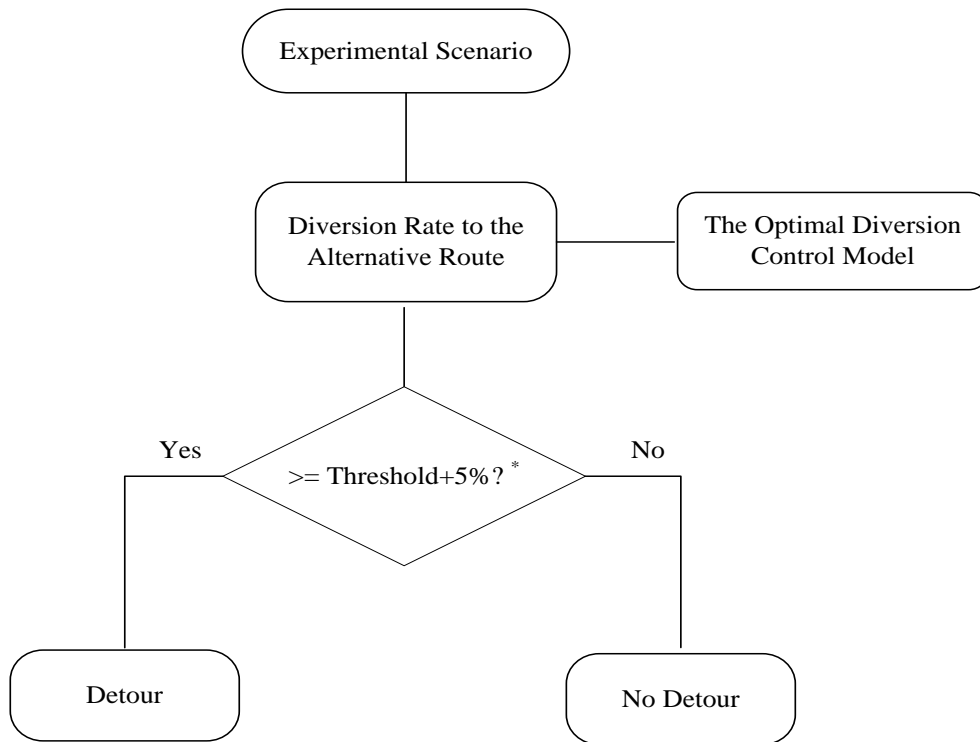 Experimental Scenario
Diversion Rate to the
Alternative Route
The Optimal Diversion
Control Model
Yes
No
>= Threshold+5%? *
Detour
No Detour